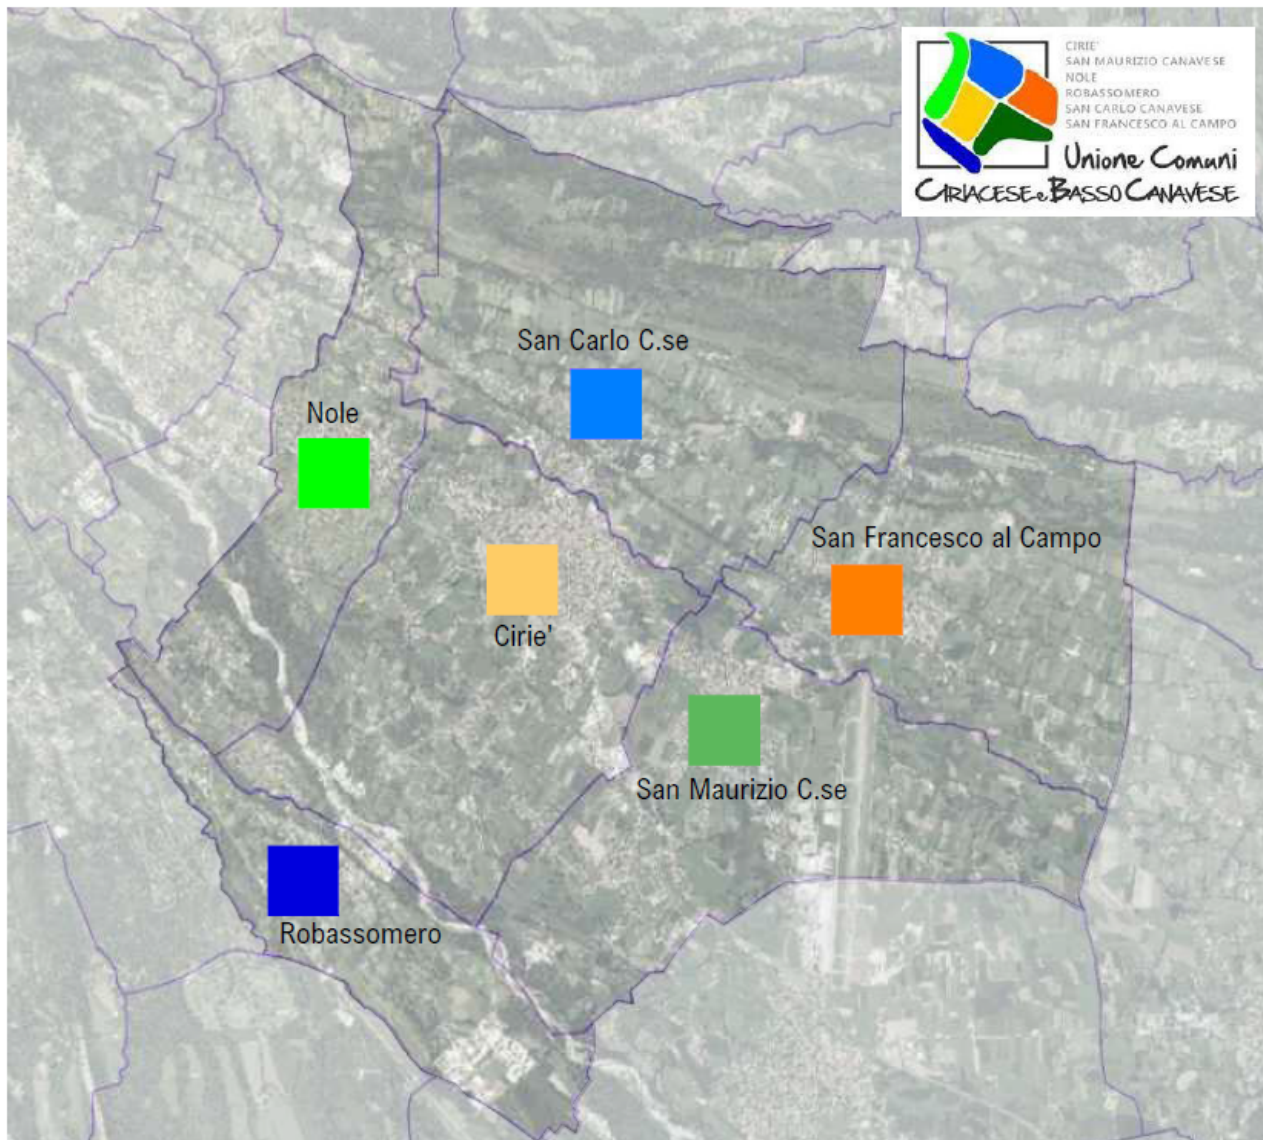 CIRIE'
SAN MAURIZIO CANAVESE
NOLE
ROBASSOMERO
SAN CARLO CANAVESE
SAN FRANCESCO AL CAMPO
Unione Comuni
CIRIACESE e BASSO CANAVESE
San Carlo C.se
Nole
San Francesco al Campo
Cirie'
San Maurizio C.se
Robassomero